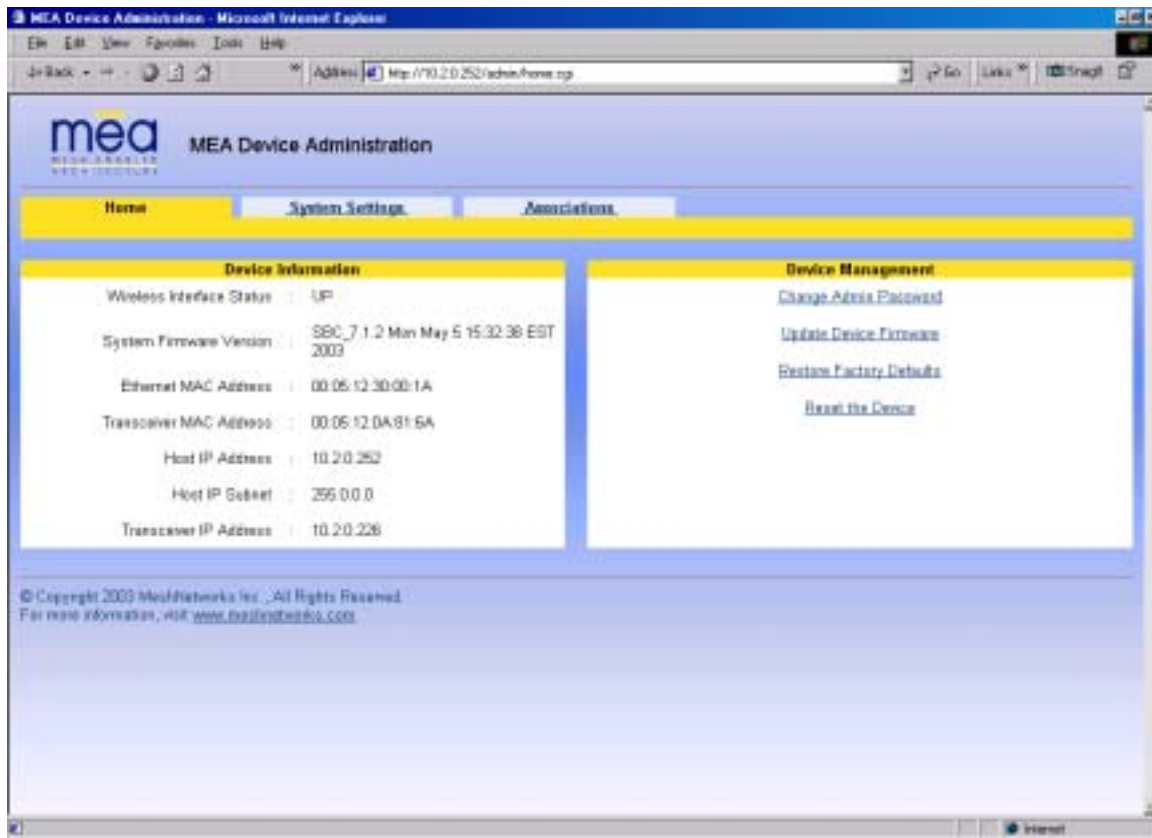 MEA Device Administration - Microsoft Internet Explorer
File Edit View Favorites Tools Help
Back Address http://10.2.0.252/admin/home.cgi Go Links SnagIt
mea
MESH ENABLED
ARCHITECTURE
MEA Device Administration
Home System Settings Associations
Device Information
Wireless Interface Status : UP
System Firmware Version : SBC_7.1.2 Mon May 5 15:32:38 EST
2003
Ethernet MAC Address : 00:05:12:30:00:1A
Transceiver MAC Address : 00:05:12:0A:81:6A
Host IP Address : 10.2.0.252
Host IP Subnet : 255.0.0.0
Transceiver IP Address : 10.2.0.226
Device Management
Change Admin Password
Update Device Firmware
Restore Factory Defaults
Reset the Device
© Copyright 2003 MeshNetworks Inc., All Rights Reserved.
For more information, visit www.meshnetworks.com
Internet